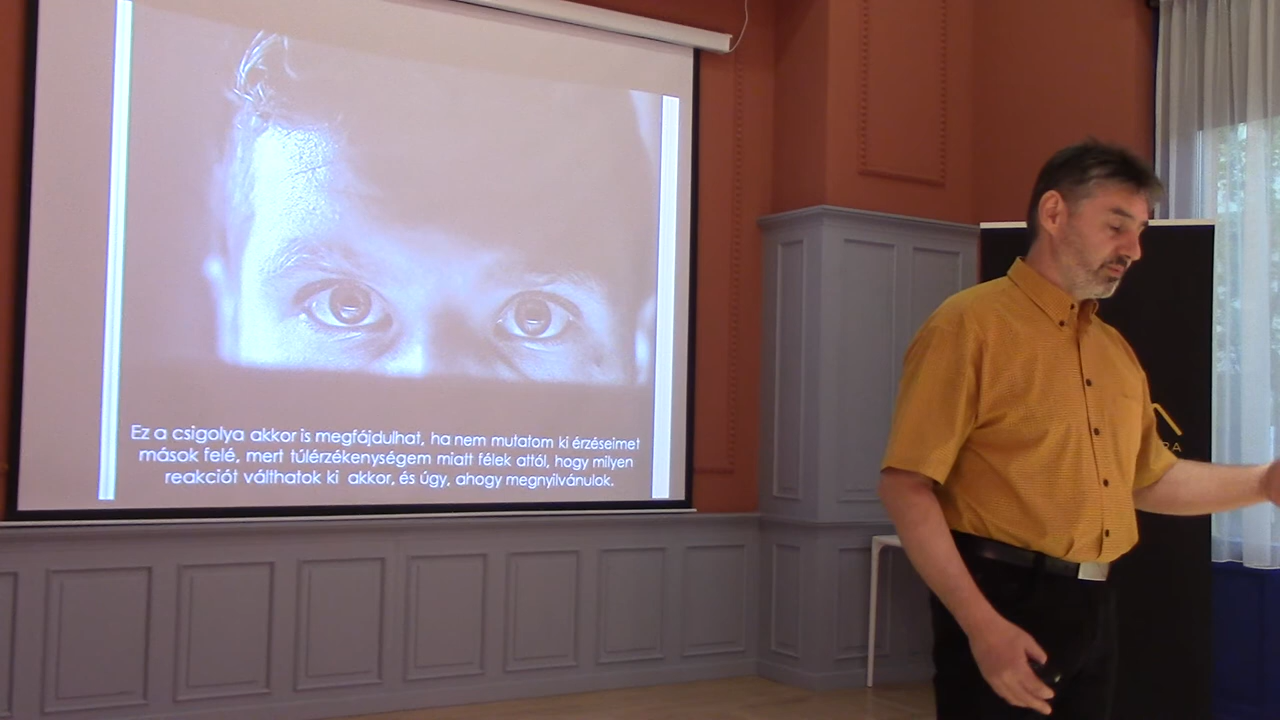 Ez a csigolya akkor is megfájdulhat, ha nem mutatom ki érzéseimet
mások felé, mert túlérzékenységem miatt félek attól, hogy milyen
reakciót válthatok ki akkor, és úgy, ahogy megnyilvánulok.